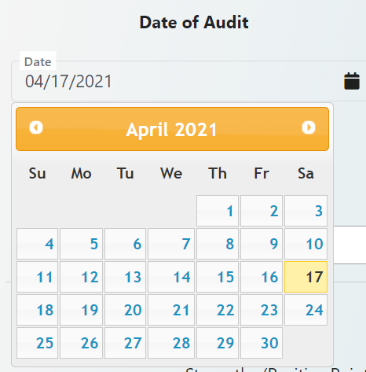 Date of Audit
Date
04/17/2021
April 2021
Su Mo Tu We Th Fr Sa
1 2 3
4 5 6 7 8 9 10
11 12 13 14 15 16 17
18 19 20 21 22 23 24
25 26 27 28 29 30